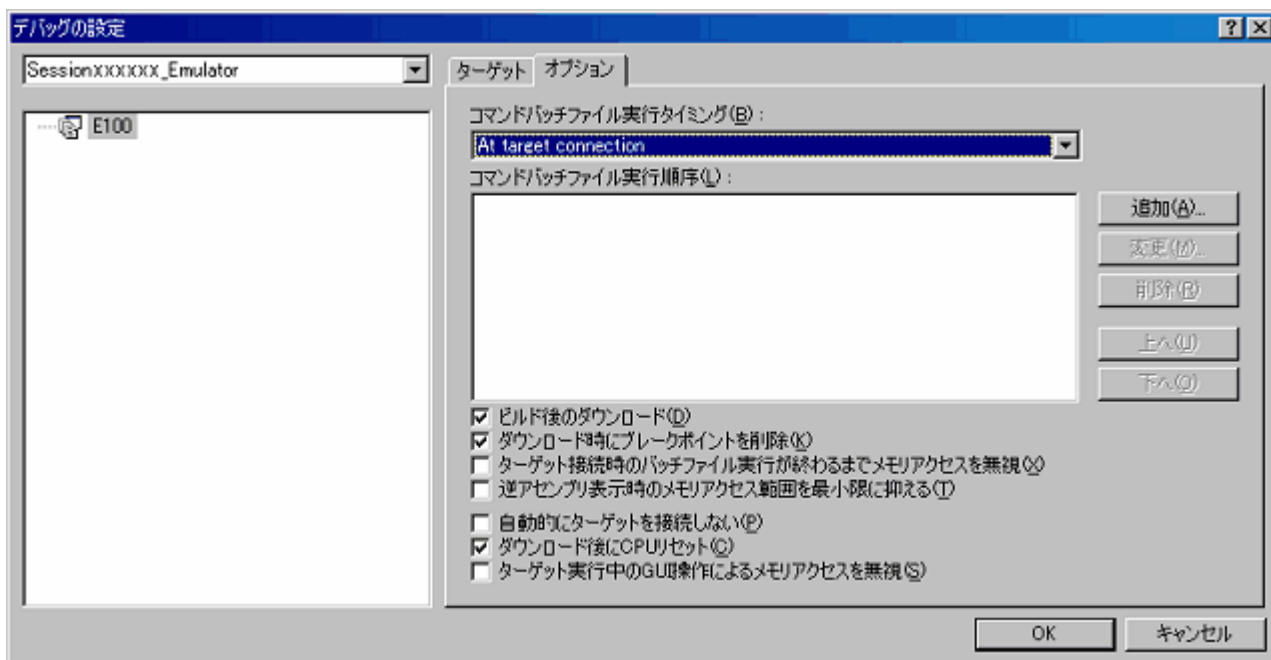 デバッグの設定
SessionXXXXXX_Emulator
E100
ターゲット オプション
コマンドバッチファイル実行タイミング(B) :
At target connection
コマンドバッチファイル実行順序(L) :
追加(A)...
変更(M)...
削除(R)
上へ(U)
下へ(O)
ビルド後のダウンロード(D)
ダウンロード時にブレークポイントを削除(K)
ターゲット接続時のバッチファイル実行が終わるまでメモリアクセスを無視(X)
逆アセンブリ表示時のメモリアクセス範囲を最小限に抑える(T)
自動的にターゲットを接続しない(P)
ダウンロード後にCPUリセット(C)
ターゲット実行中のGUI操作によるメモリアクセスを無視(S)
OK キャンセル